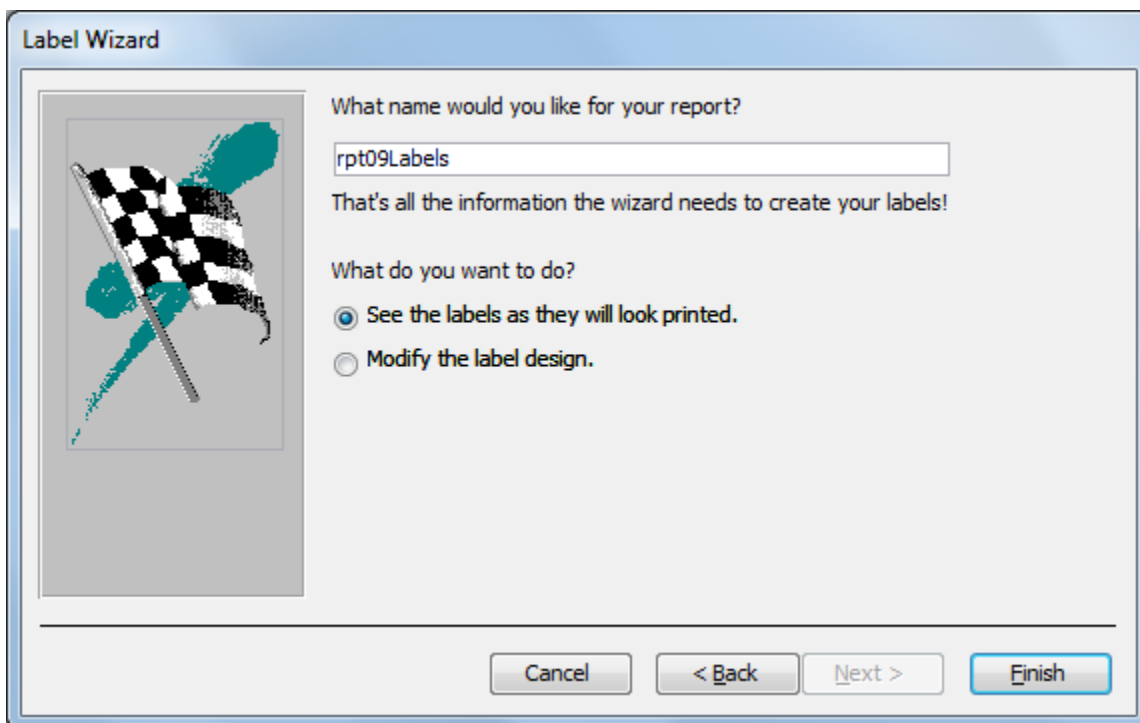 Label Wizard
What name would you like for your report?
rpt09Labels
That's all the information the wizard needs to create your labels!
What do you want to do?
See the labels as they will look printed.
Modify the label design.
Cancel
< Back
Next >
Finish